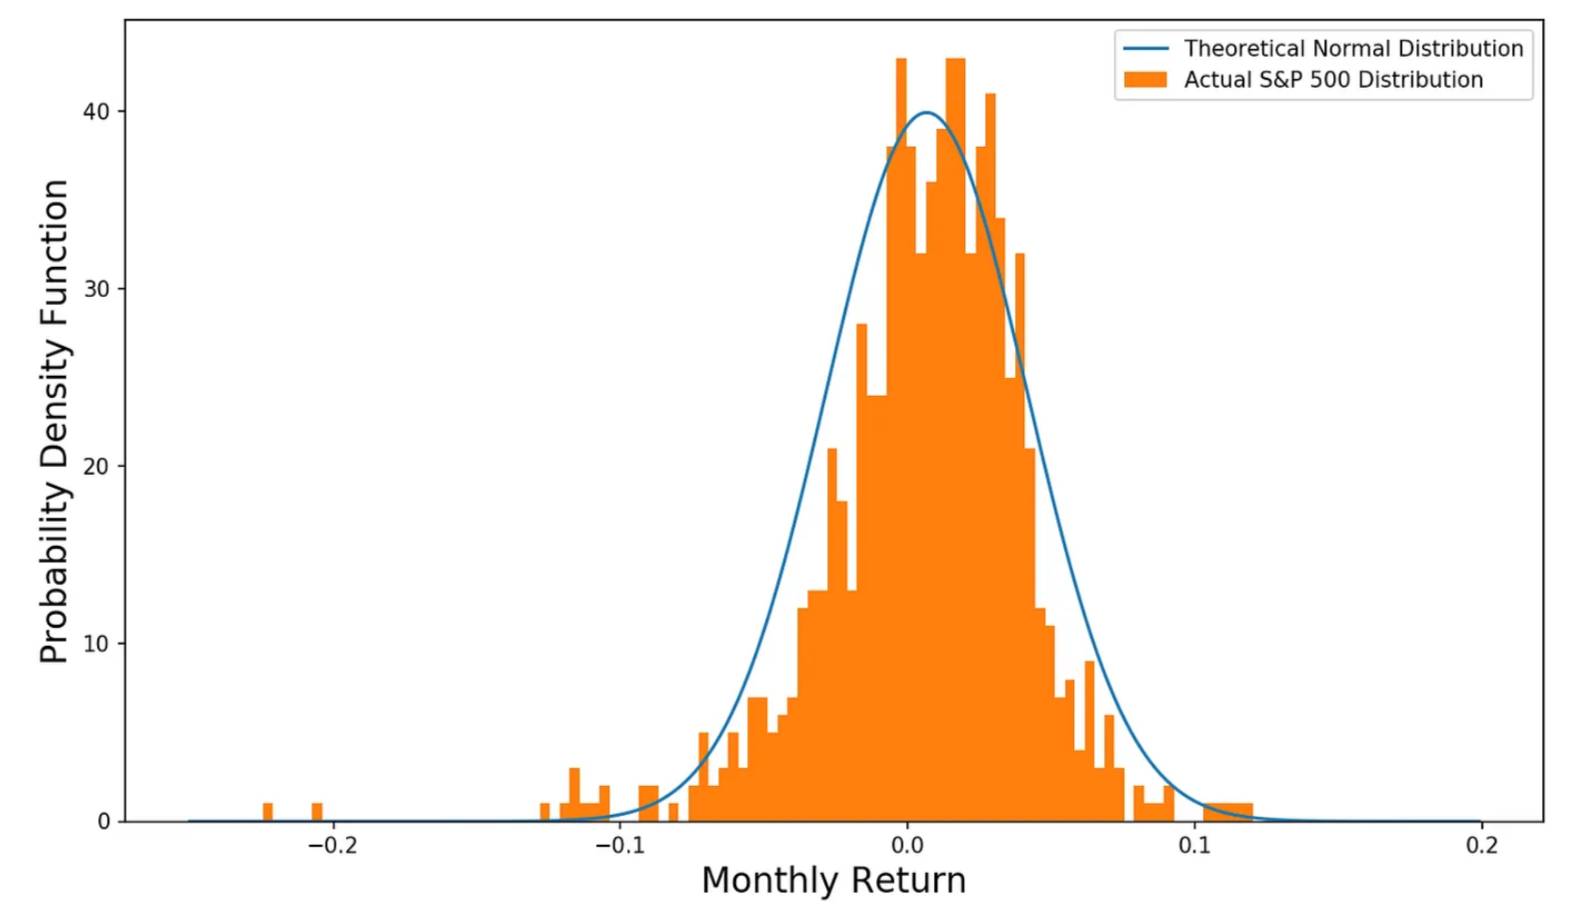 Theoretical Normal Distribution
Actual S&P 500 Distribution
Probability Density Function
40
30
20
10
0
−0.2
−0.1
0.0
0.1
0.2
Monthly Return